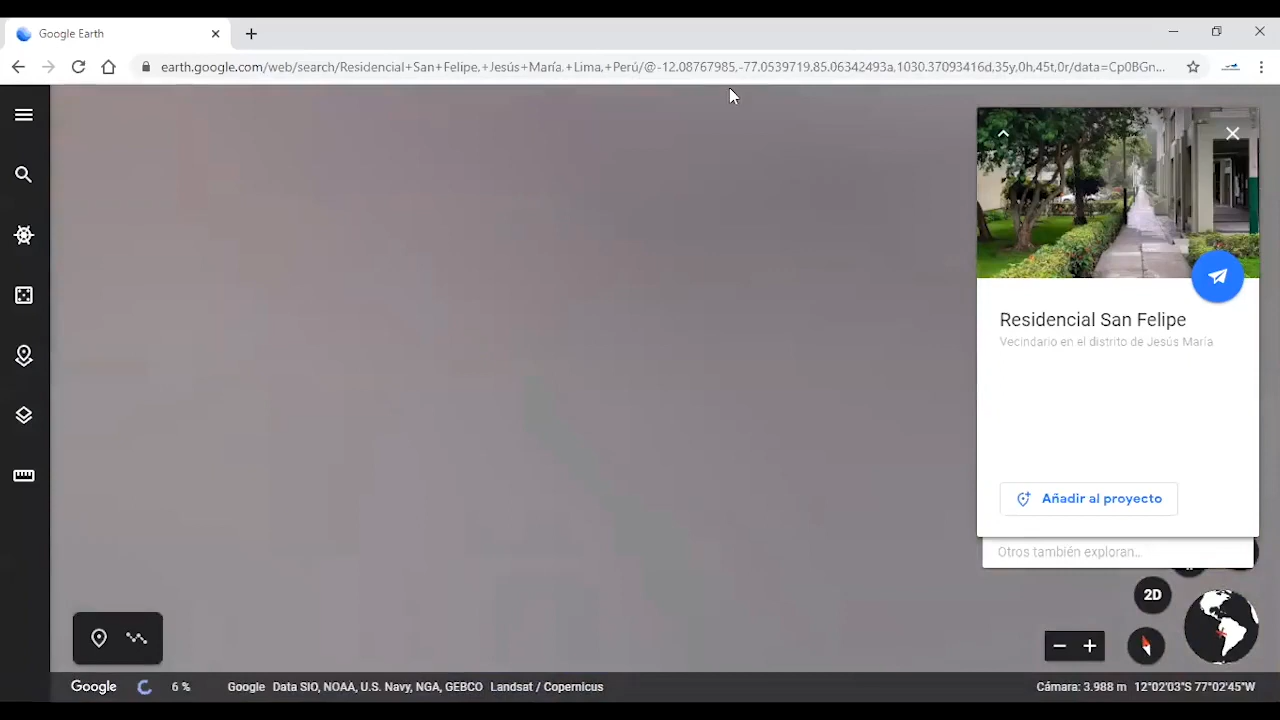 Google Earth
earth.google.com/web/search/Residencial+San+Felipe,+Jesús+María,+Lima,+Perú/@-12.08767985,-77.0539719,85.06342493a,1030.37093416d,35y,0h,45t,0r/data=Cp0BGn...
Residencial San Felipe
Vecindario en el distrito de Jesús María
Añadir al proyecto
Otros también exploran...
2D
Google 6 % Google Data SIO, NOAA, U.S. Navy, NGA, GEBCO Landsat / Copernicus Cámara: 3.988 m 12°02'03"S 77°02'45"W